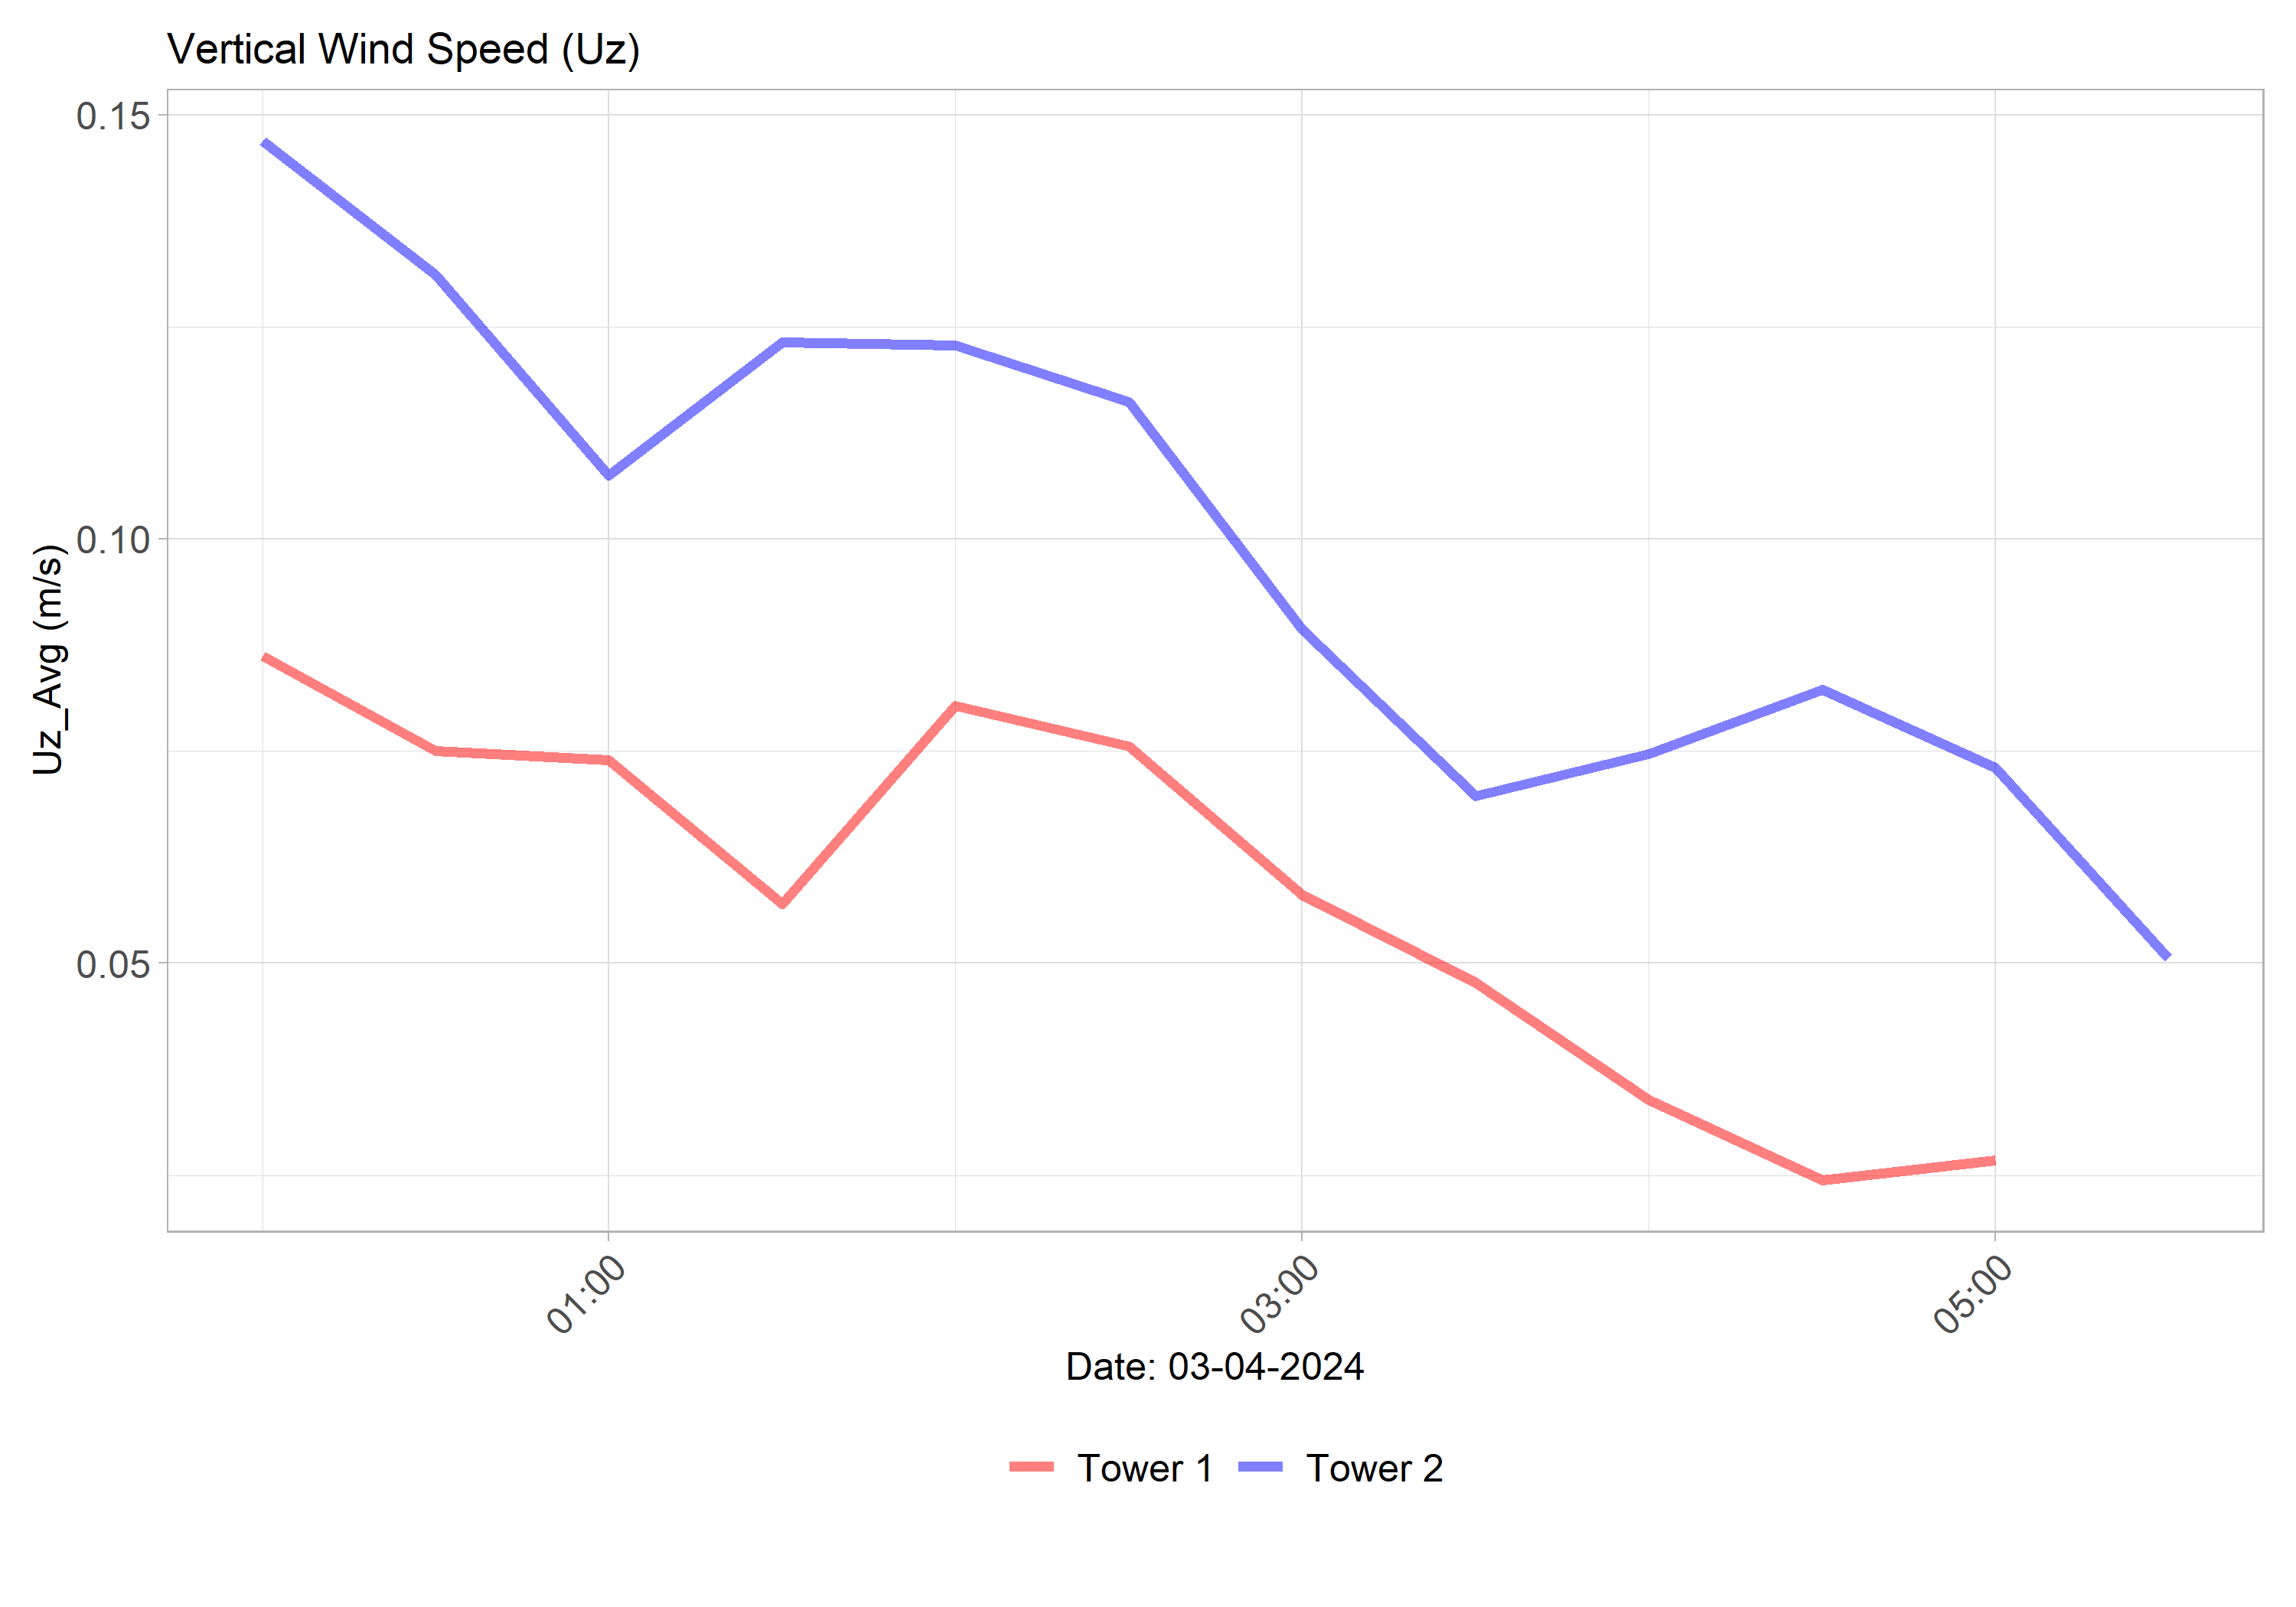 Vertical Wind Speed (Uz)
0.15
0.10
0.05
Uz_Avg (m/s)
01:00
03:00
05:00
Date: 03-04-2024
Tower 1
Tower 2